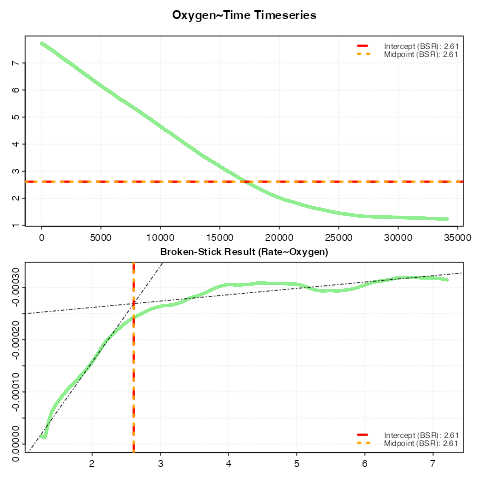 Oxygen~Time Timeseries
Intercept (BSR): 2.61
Midpoint (BSR): 2.61
7
6
5
4
3
2
1
0 5000 10000 15000 20000 25000 30000 35000
Broken-Stick Result (Rate~Oxygen)
-0.00030
-0.00020
-0.00010
0.00000
Intercept (BSR): 2.61
Midpoint (BSR): 2.61
2 3 4 5 6 7